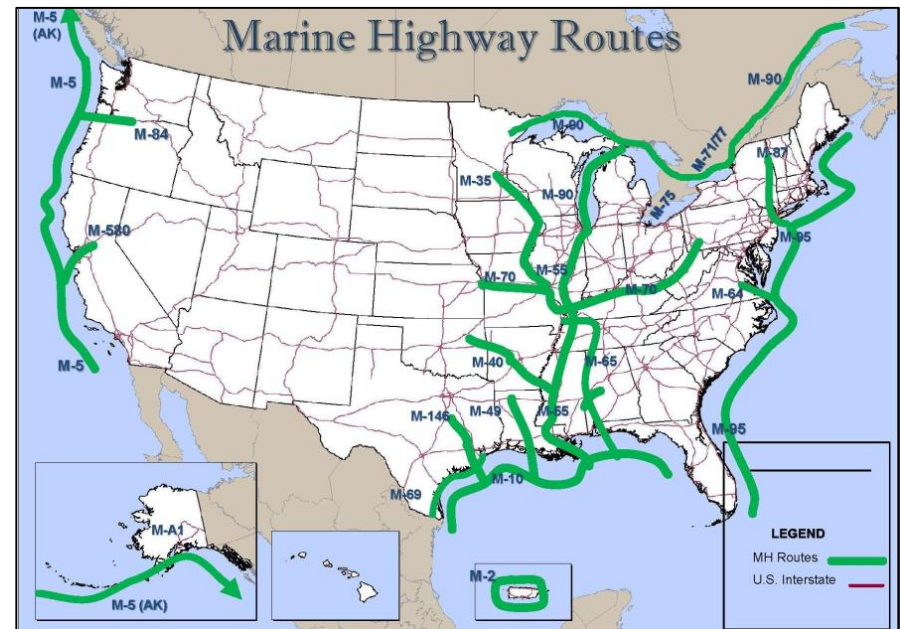 M-5
(AK)
Marine Highway Routes
M-5
M-90
M-84
M-90
M-71/77
M-87
M-35
M-90
M-75
M-580
M-95
M-70
M-55
M-70
M-64
M-5
M-40
M-65
M-146
M-49
M-55
M-95
M-10
M-69
M-A1
M-5 (AK)
M-2
LEGEND
MH Routes
U.S. Interstate